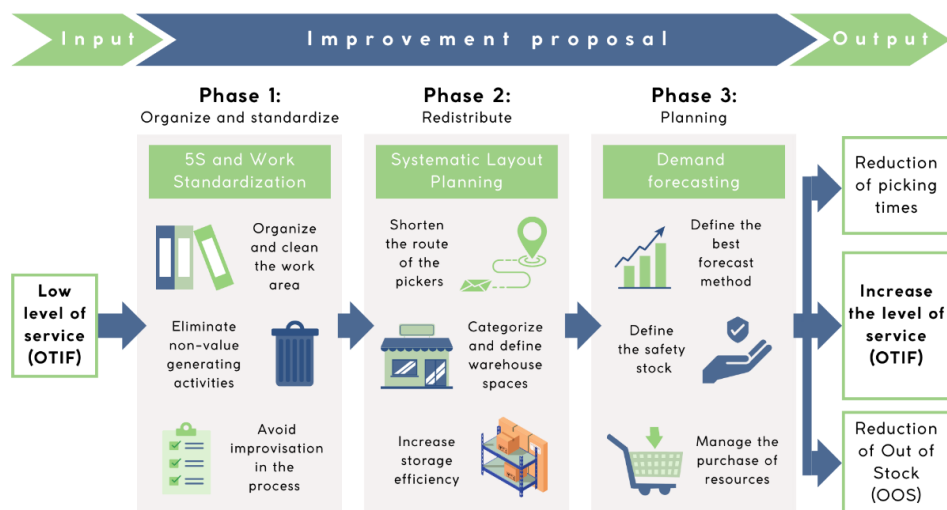 Input
Improvement proposal
Output
Phase 1:
Organize and standardize
Phase 2:
Redistribute
Phase 3:
Planning
5S and Work
Standardization
Systematic Layout
Planning
Demand
forecasting
Low
level of
service
(OTIF)
Organize
and clean
the work
area
Eliminate
non-value
generating
activities
Avoid
improvisation
in the
process
Shorten
the route
of the
pickers
Categorize
and define
warehouse
spaces
Increase
storage
efficiency
Define the
best
forecast
method
Define
the safety
stock
Manage the
purchase of
resources
Reduction
of picking
times
Increase
the level of
service
(OTIF)
Reduction
of Out of
Stock
(OOS)